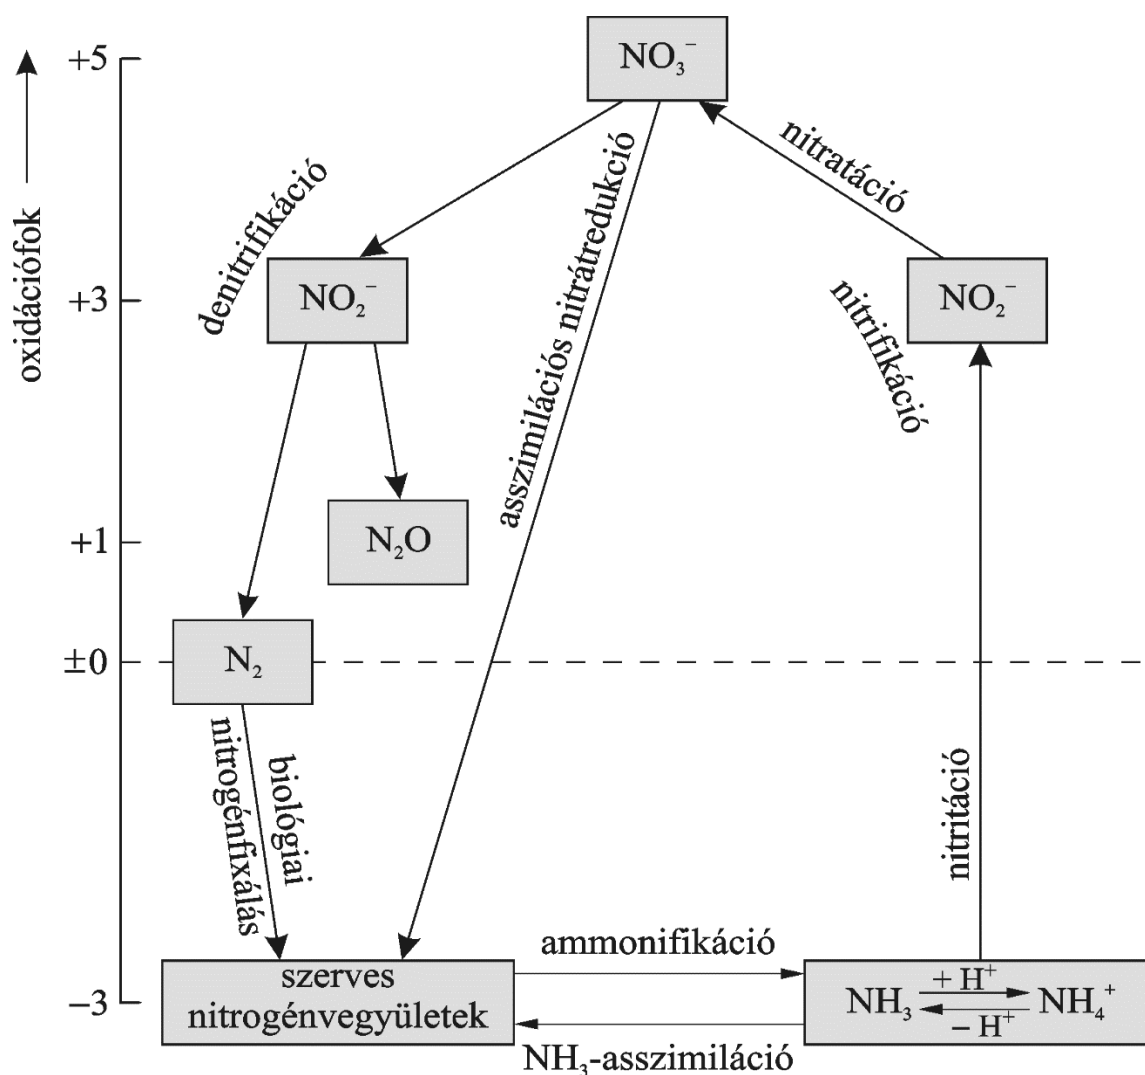 oxidációfok
+5
+3
+1
±0
−3
NO₃⁻
denitrifikáció
asszimilációs nitrátredukció
nitratáció
NO₂⁻
NO₂⁻
nitrifikáció
N₂O
N₂
biológiai
nitrogénfixálás
nitritáció
szerves
nitrogénvegyületek
ammonifikáció
NH₃-asszimiláció
+ H⁺
NH₃ NH₄⁺
− H⁺